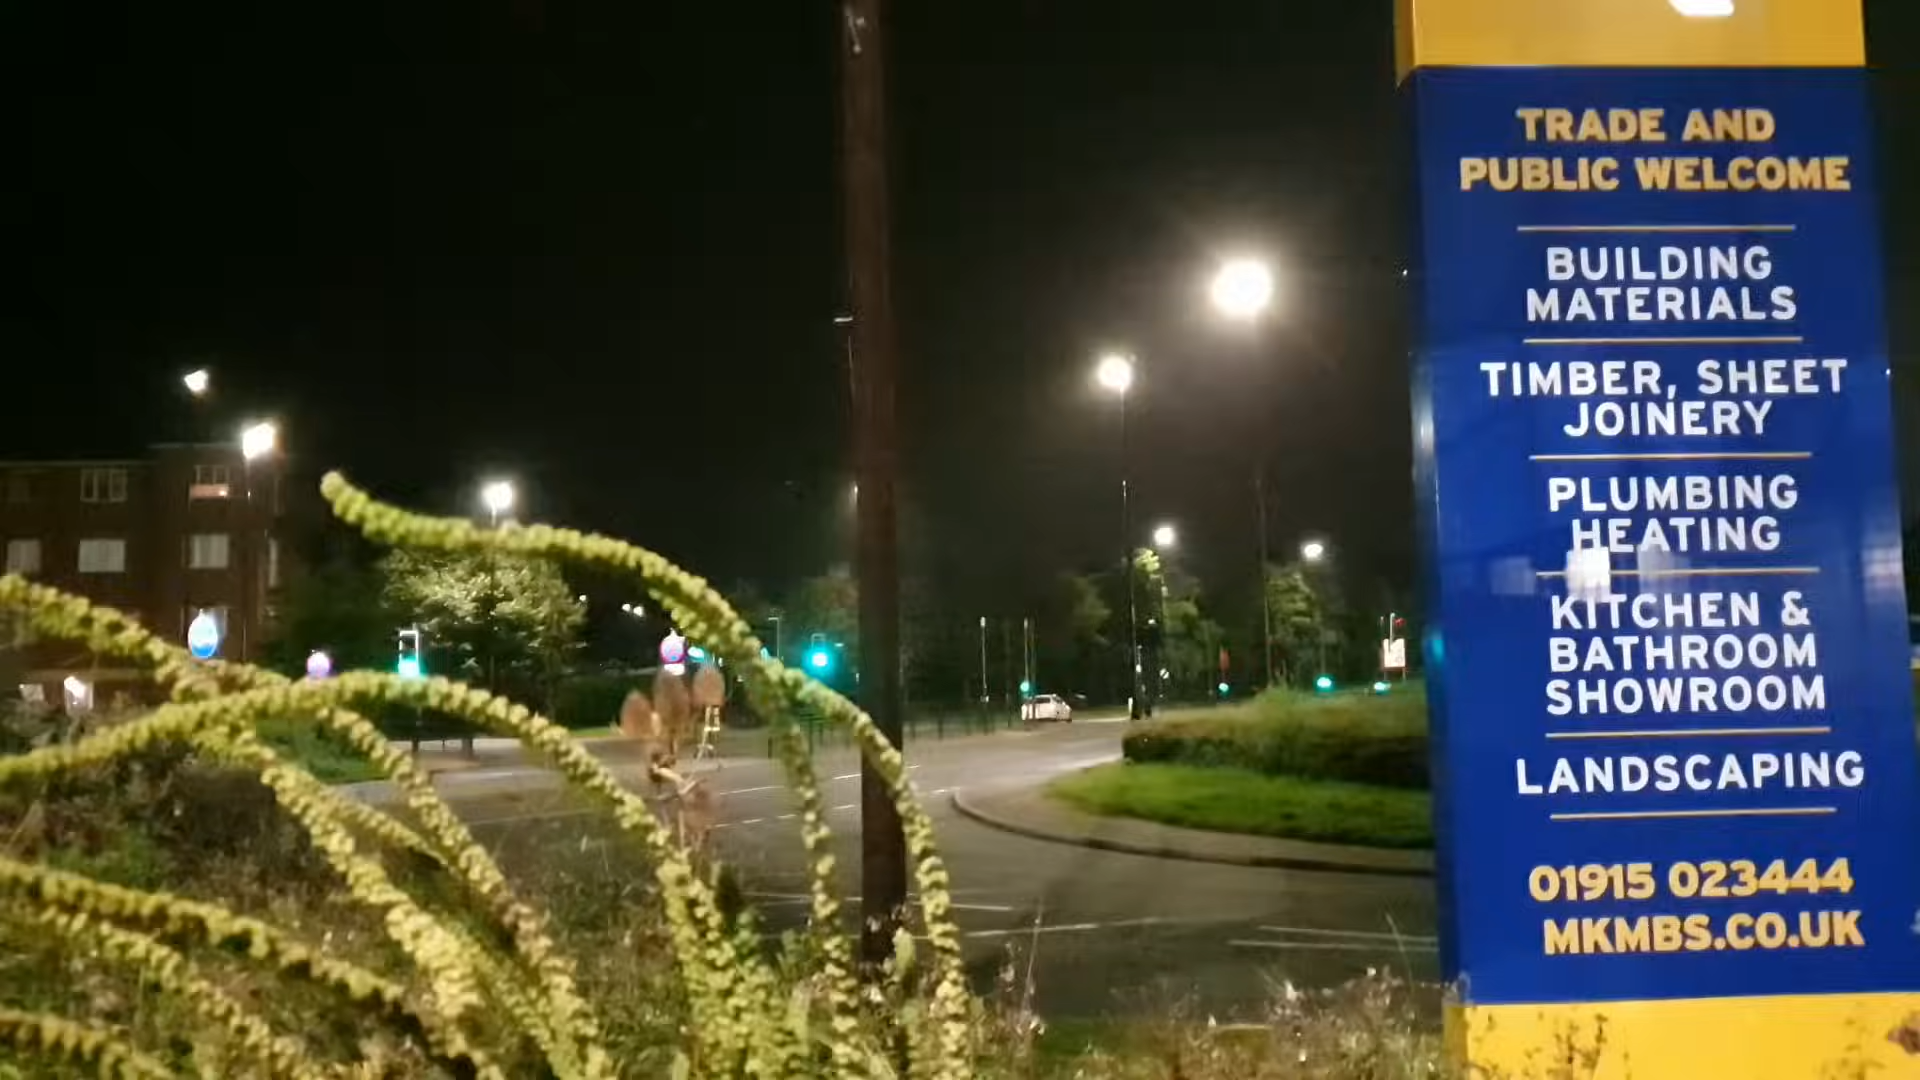 TRADE AND
PUBLIC WELCOME
BUILDING
MATERIALS
TIMBER, SHEET
JOINERY
PLUMBING
HEATING
KITCHEN &
BATHROOM
SHOWROOM
LANDSCAPING
01915 023444
MKMBS.CO.UK